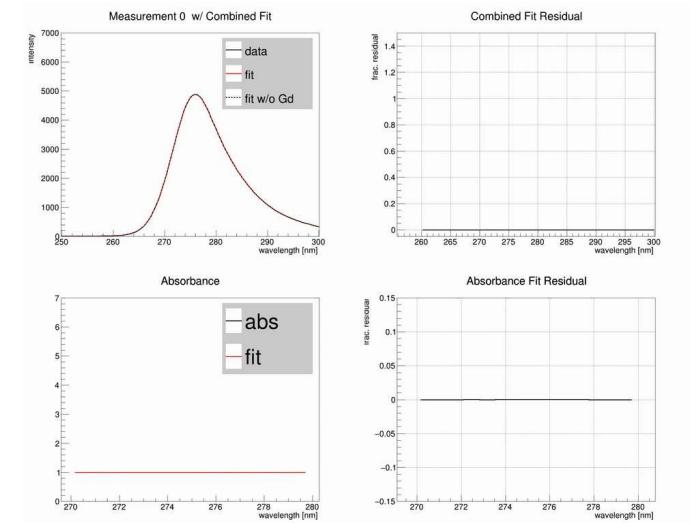 Measurement 0 w/ Combined Fit
intensity
7000
6000
5000
4000
3000
2000
1000
0
data
fit
fit w/o Gd
250 260 270 280 290 300
wavelength [nm]
Combined Fit Residual
frac. residual
1.4
1.2
1
0.8
0.6
0.4
0.2
0
260 265 270 275 280 285 290 295 300
wavelength [nm]
Absorbance
7
6
5
4
3
2
1
0
abs
fit
270 272 274 276 278 280
wavelength [nm]
Absorbance Fit Residual
frac. residual
0.15
0.1
0.05
0
−0.05
−0.1
−0.15
270 272 274 276 278 280
wavelength [nm]